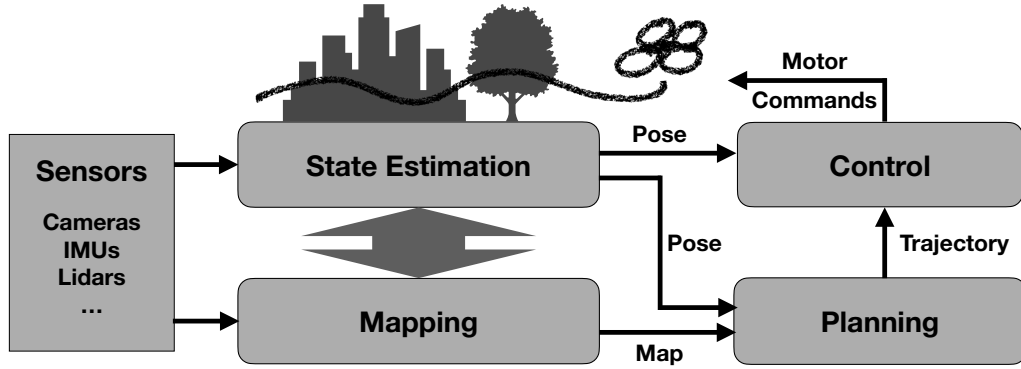 Motor
Commands
Sensors
Cameras
IMUs
Lidars
...
State Estimation
Pose
Control
Pose
Trajectory
Mapping
Map
Planning